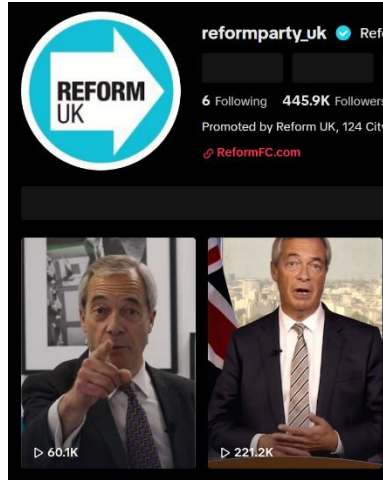 REFORM
UK
reformparty_uk
6 Following 445.9K Followers
Promoted by Reform UK, 124 City
ReformFC.com
60.1K
221.2K